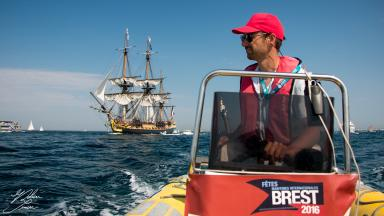 FÊTES
MARITIMES INTERNATIONALES
BREST
2016